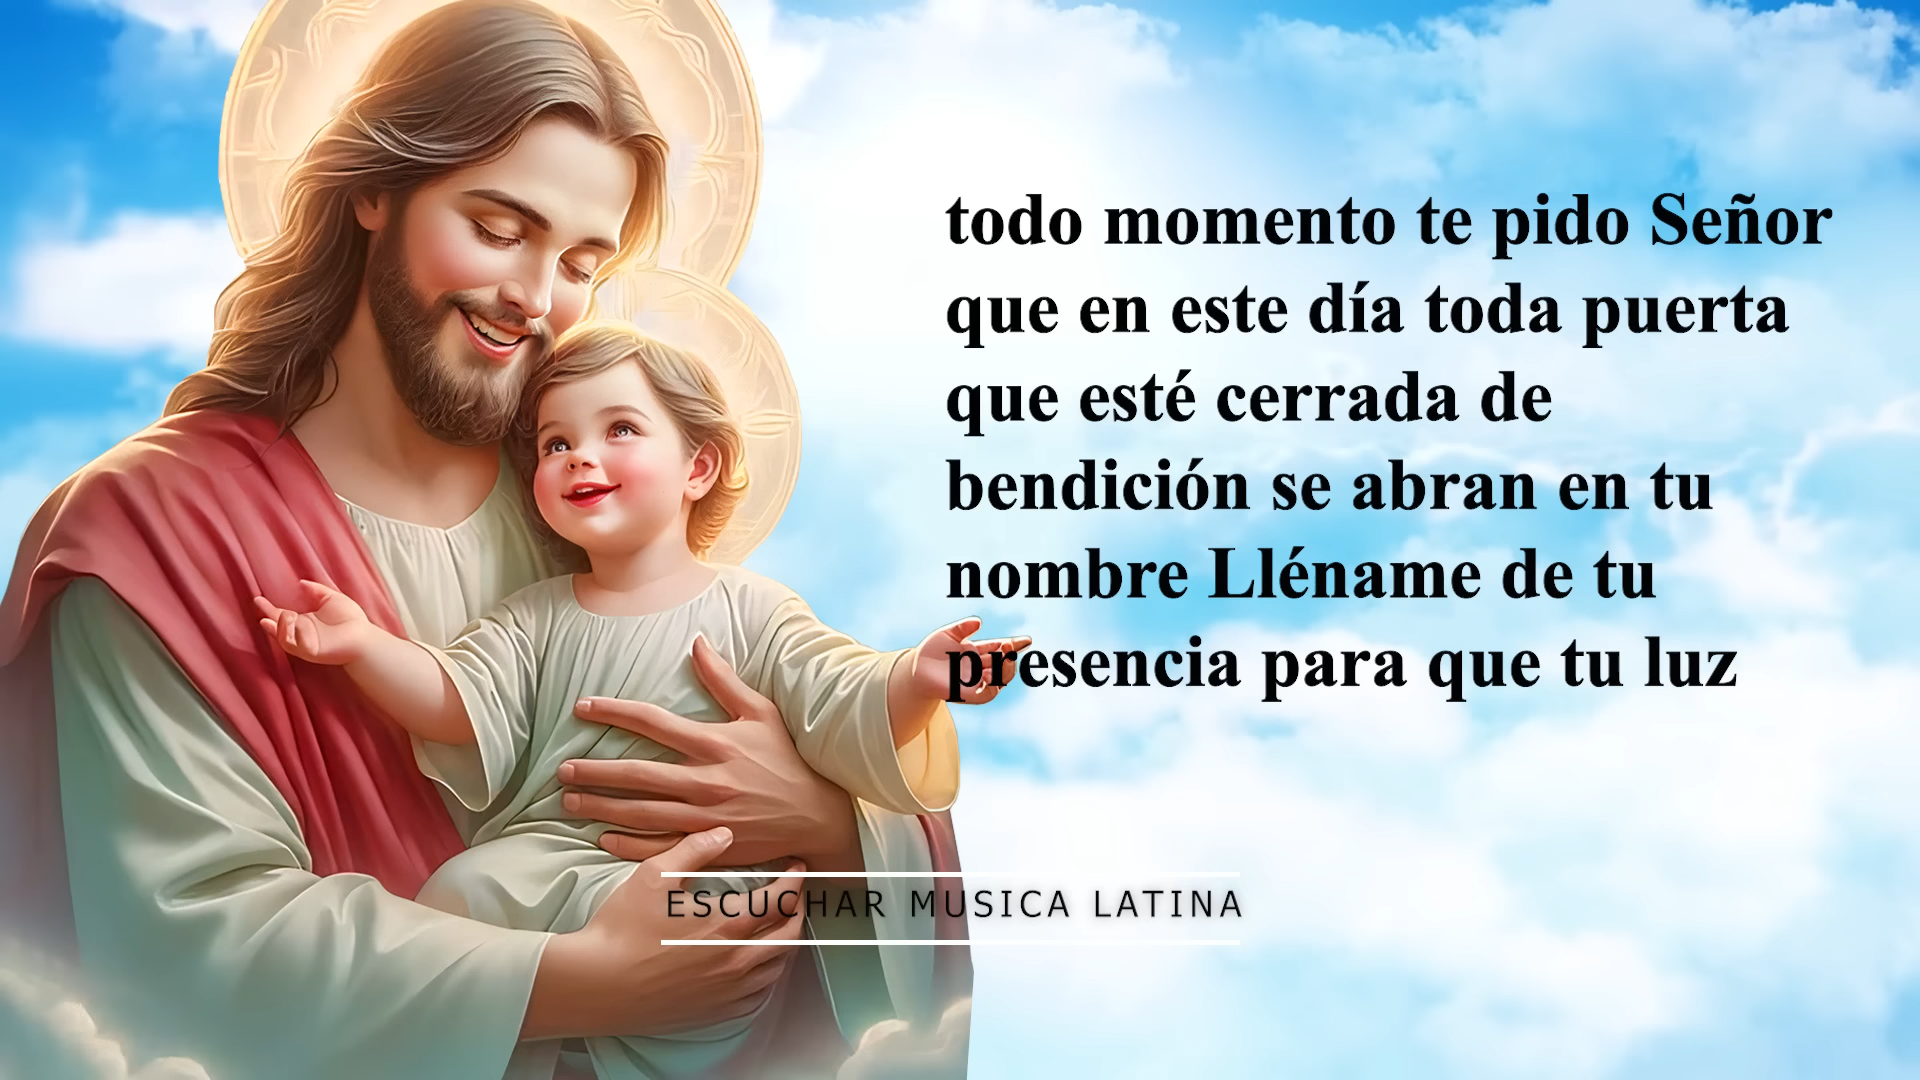 todo momento te pido Señor
que en este día toda puerta
que esté cerrada de
bendición se abran en tu
nombre Lléname de tu
presencia para que tu luz
ESCUCHAR MUSICA LATINA